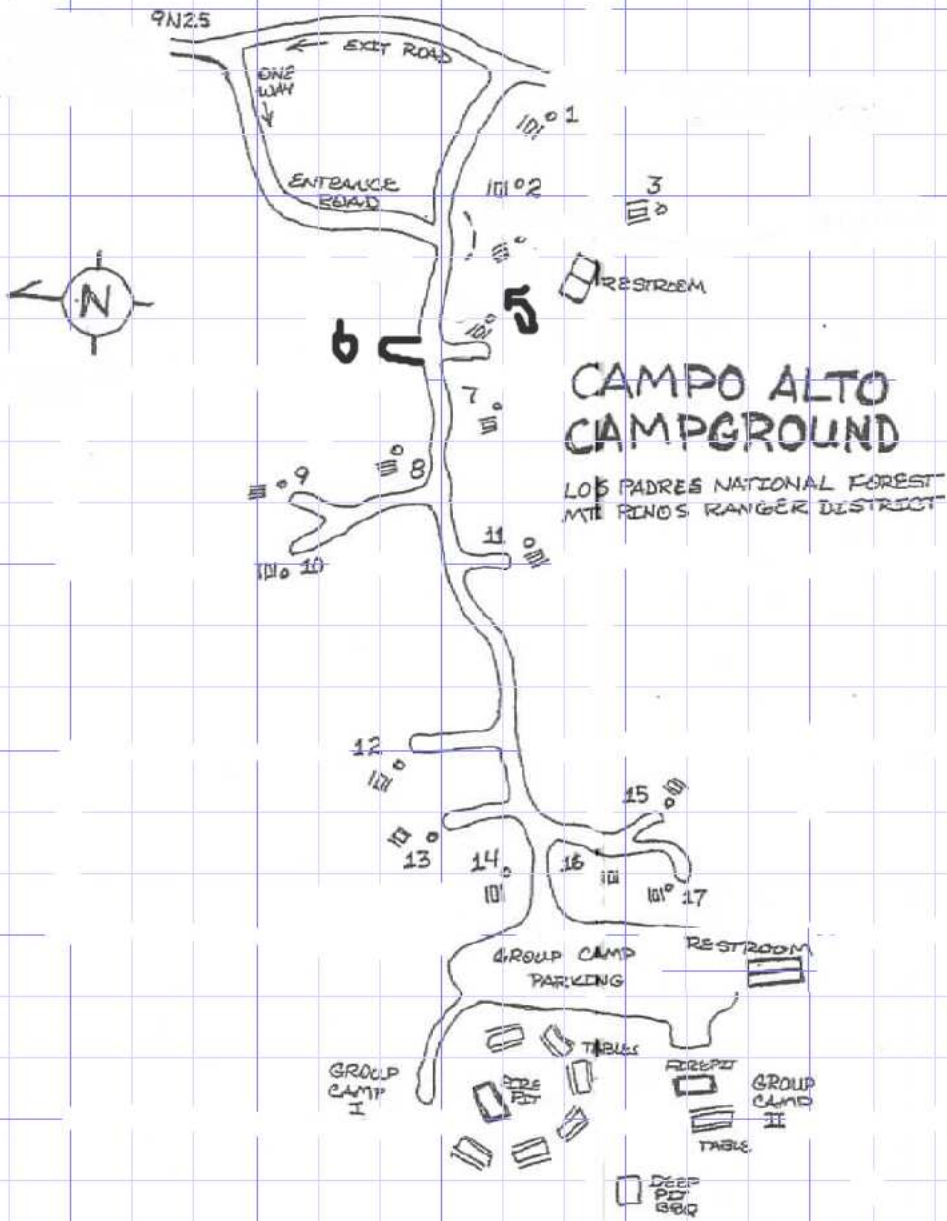 9N25
EXIT ROAD
ONE
WAY
1
ENTRANCE
ROAD
2
3
N
RESTROOM
5
6
CAMPO ALTO
CAMPGROUND
7
LOS PADRES NATIONAL FOREST
MT PINOS RANGER DISTRICT
8
9
10
11
12
13
14
15
16
17
GROUP CAMP
PARKING
RESTROOM
GROUP
CAMP
I
TABLES
FIRE
PIT
FIREPIT
GROUP
CAMP
II
TABLE
DEEP
PIT
BBQ